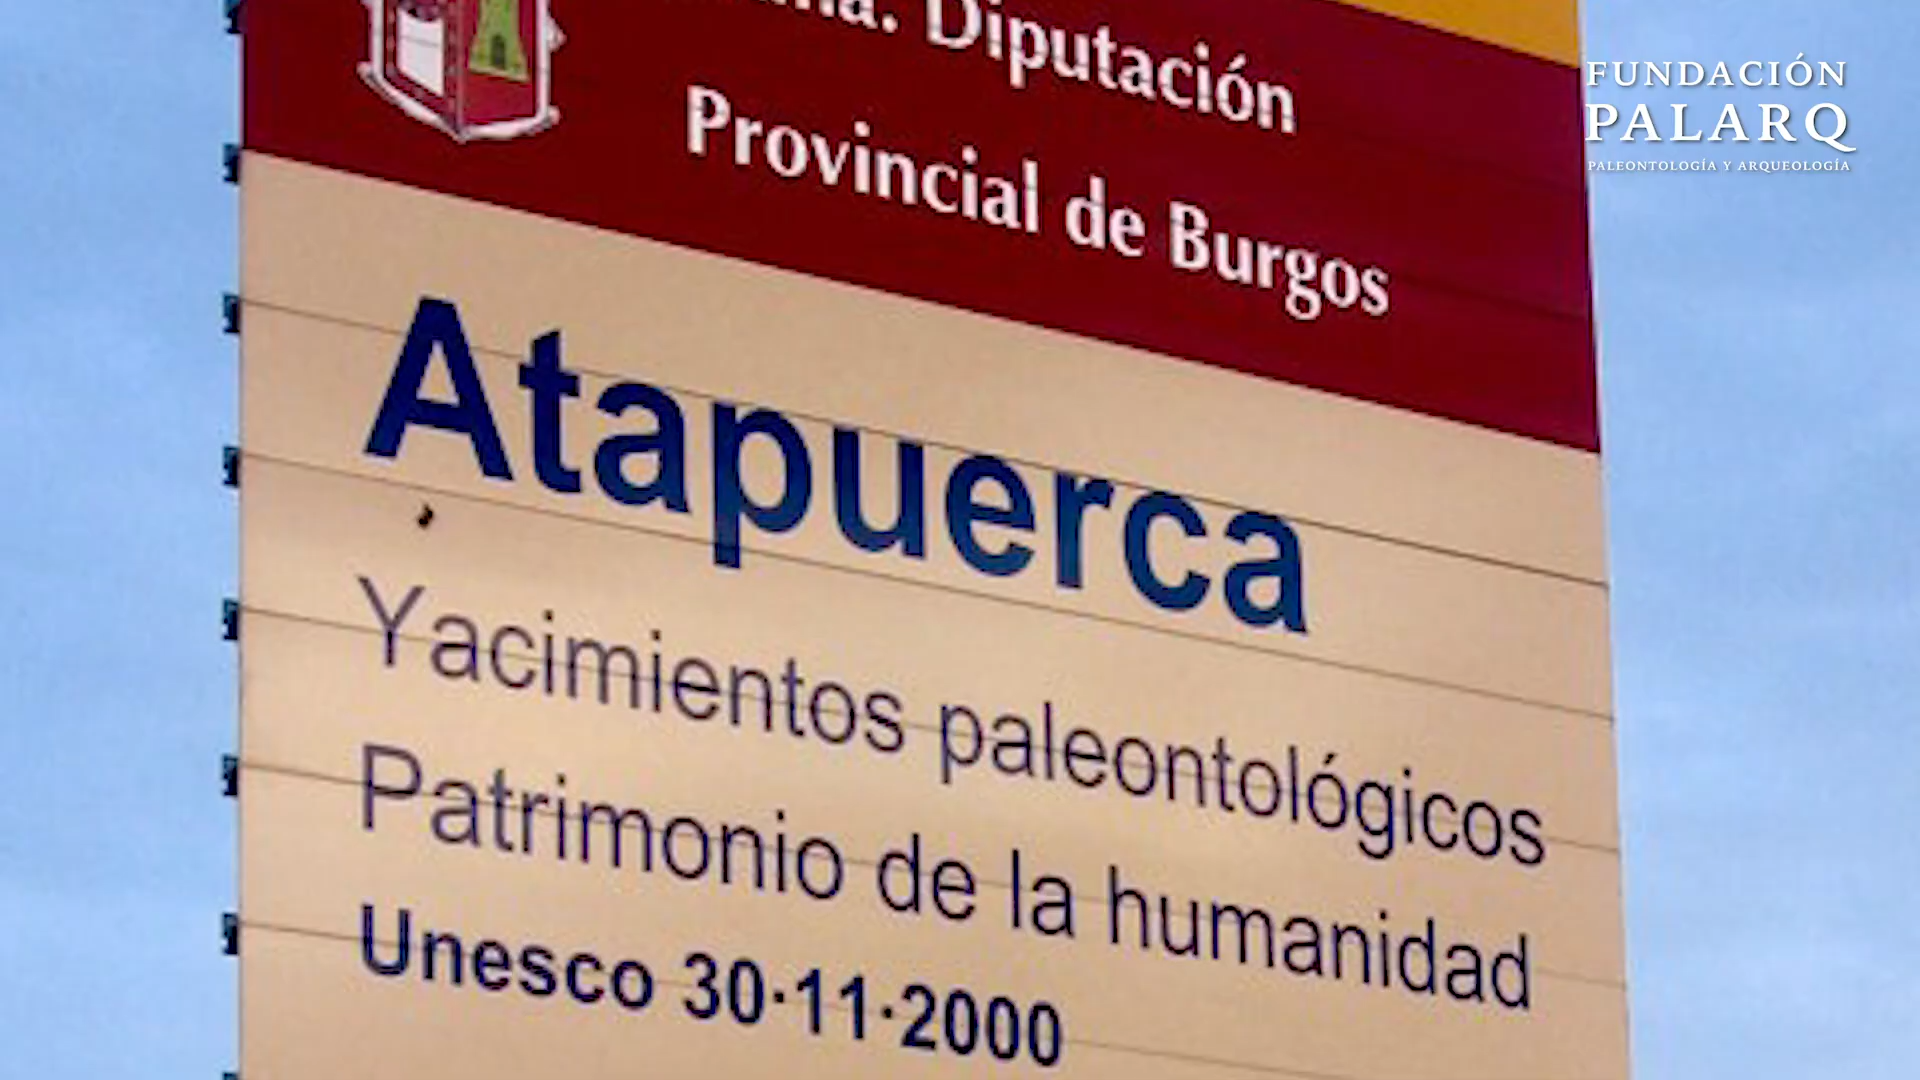 Diputación
Provincial de Burgos
Atapuerca
Yacimientos paleontológicos
Patrimonio de la humanidad
Unesco 30·11·2000
FUNDACIÓN
PALARQ
PALEONTOLOGÍA Y ARQUEOLOGÍA